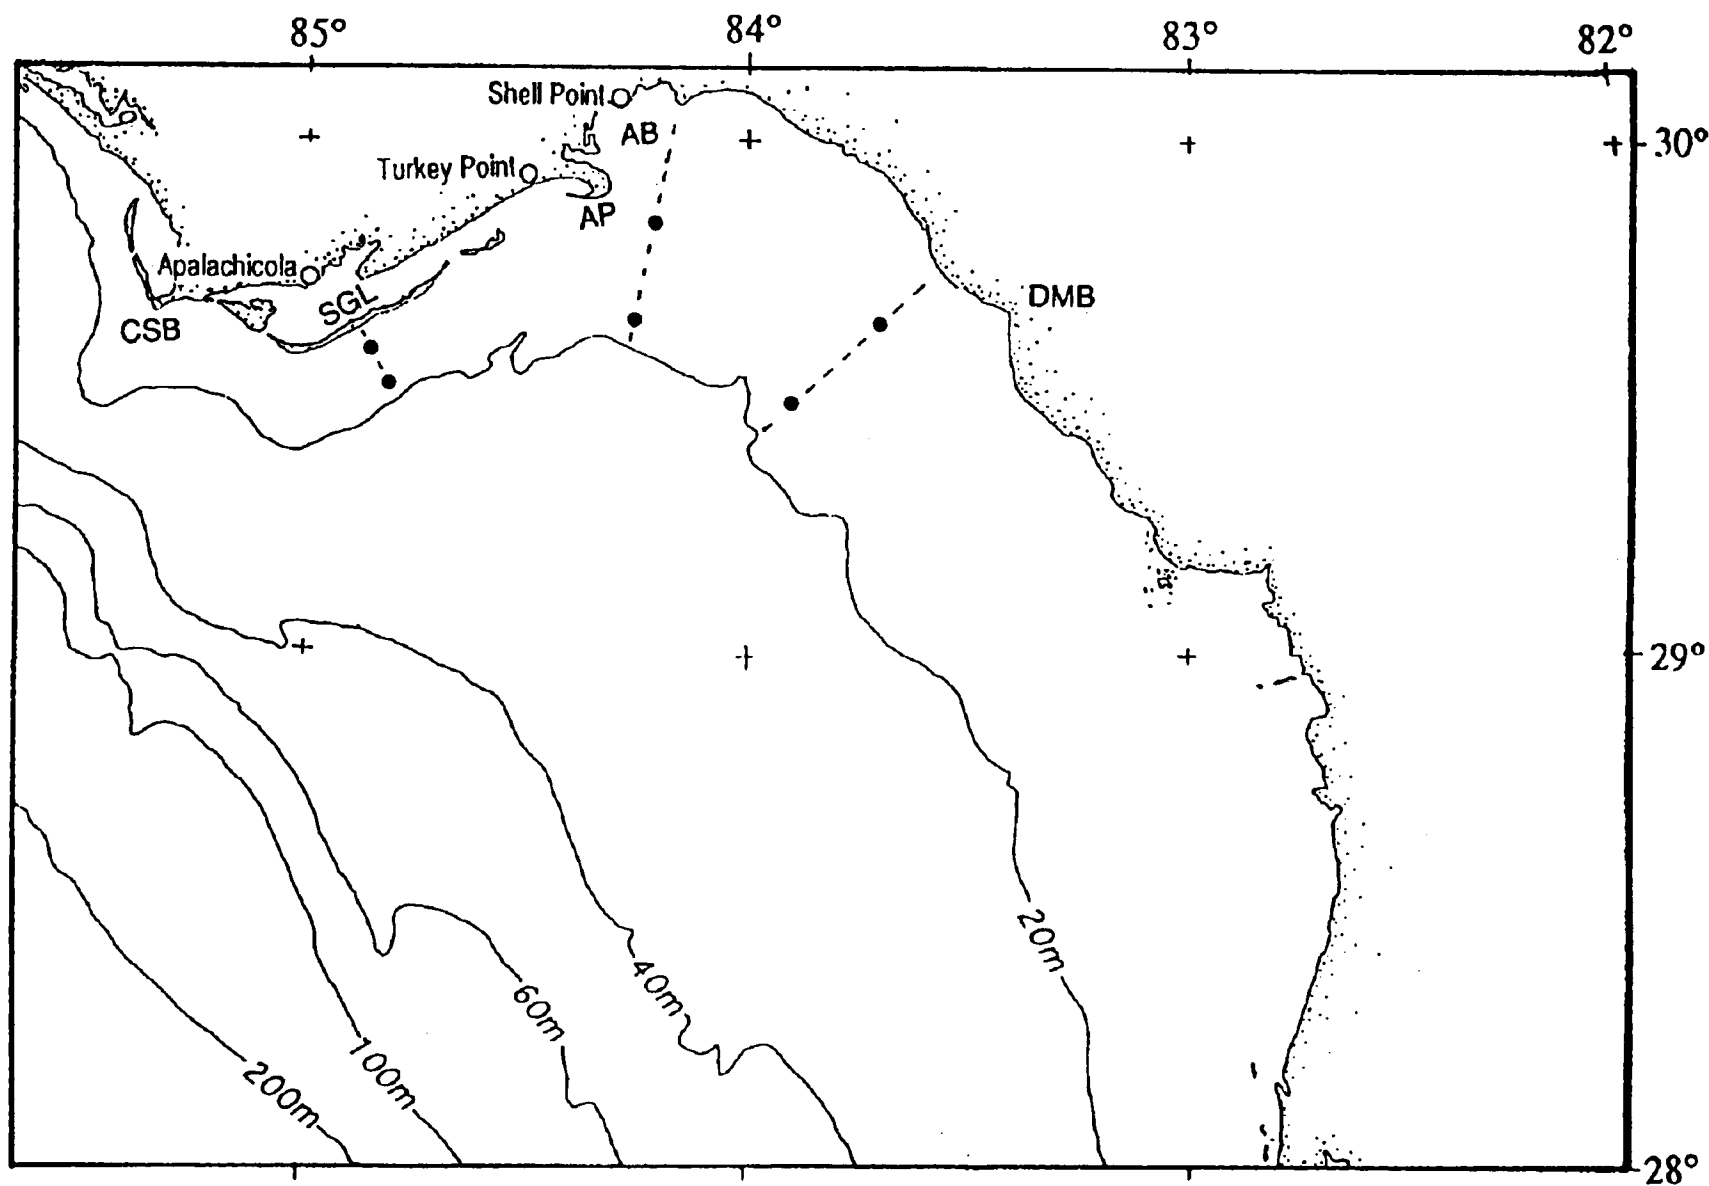 85° 84° 83° 82°
Shell Point
AB
30°
Turkey Point
AP
Apalachicola
SGL
DMB
CSB
29°
20m
40m
60m
100m
200m
28°